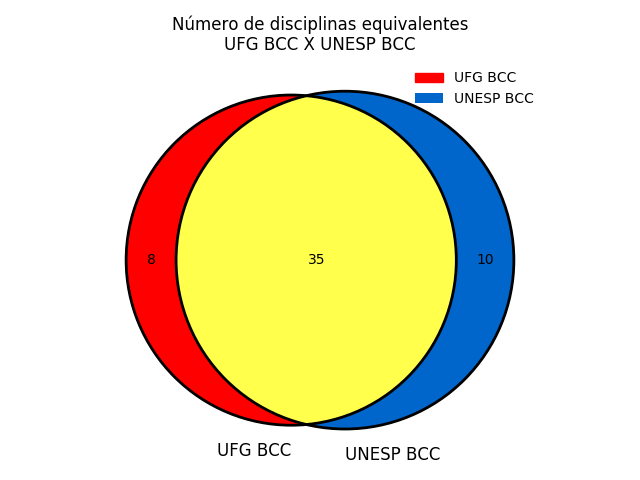 Número de disciplinas equivalentes
UFG BCC X UNESP BCC
UFG BCC
UNESP BCC
8
35
10
UFG BCC
UNESP BCC